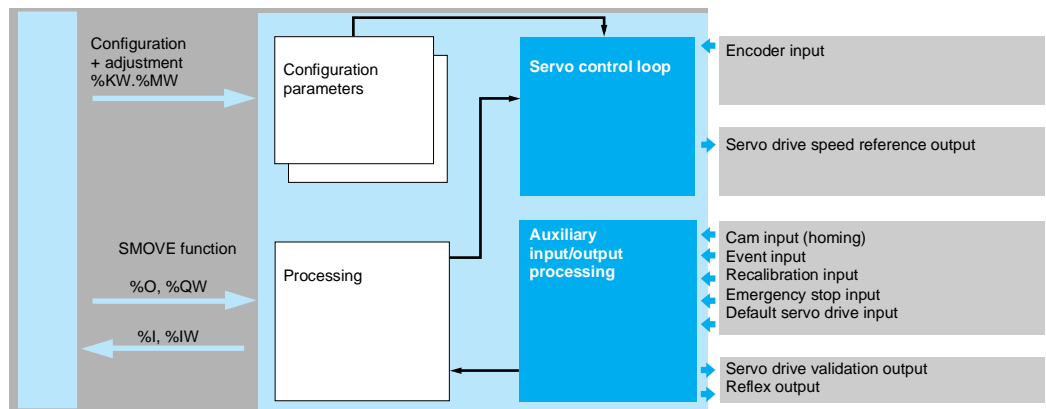 Configuration
+ adjustment
%KW.%MW
Configuration
parameters
Servo control loop
Encoder input
Servo drive speed reference output
SMOVE function
%O, %QW
%I, %IW
Processing
Auxiliary
input/output
processing
Cam input (homing)
Event input
Recalibration input
Emergency stop input
Default servo drive input
Servo drive validation output
Reflex output